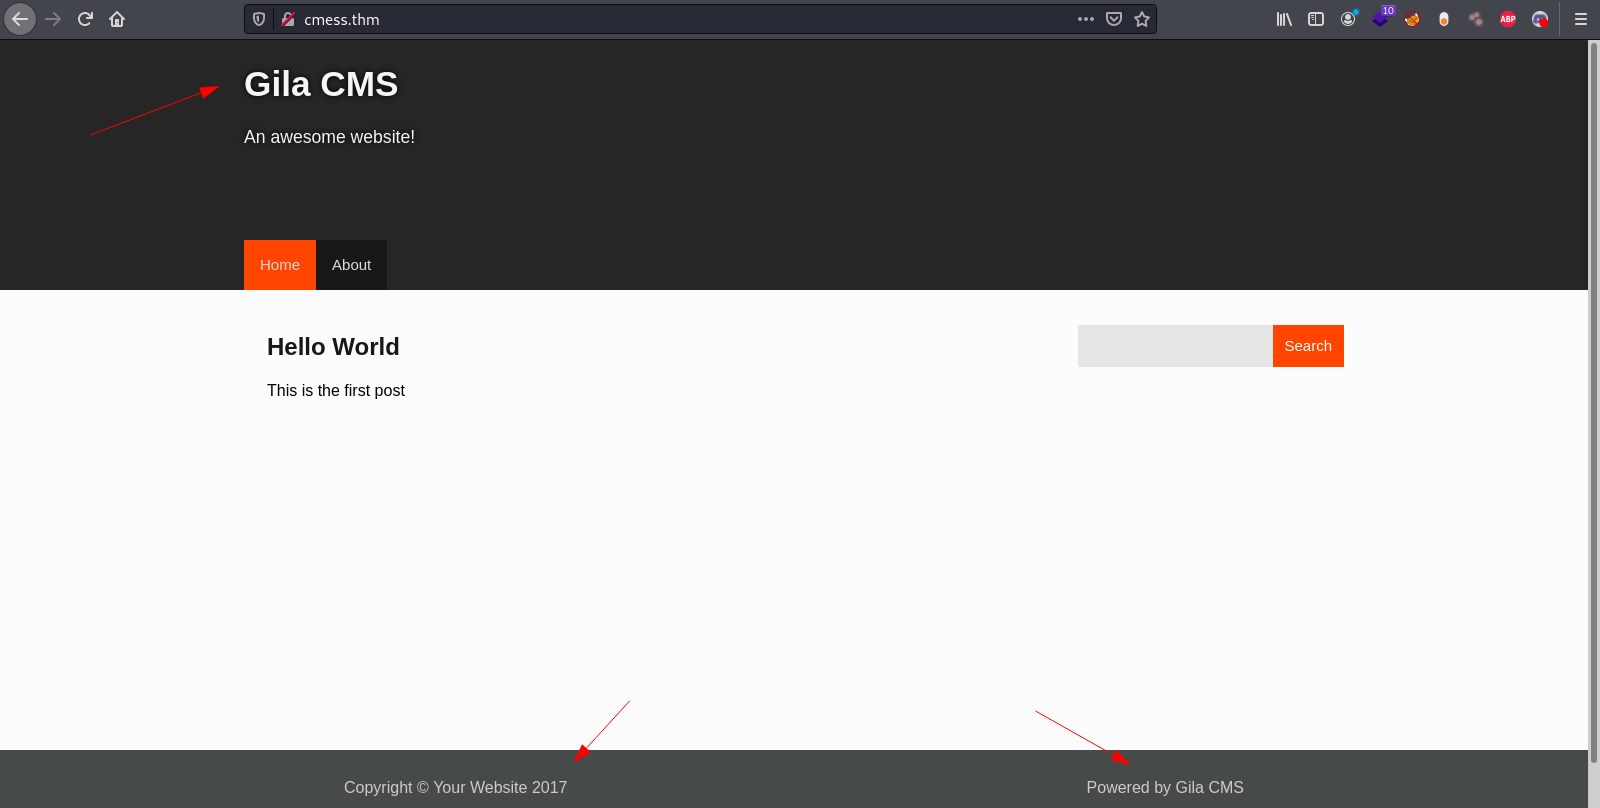 cmess.thm
10
ABP
Gila CMS
An awesome website!
Home About
Hello World
Search
This is the first post
Copyright © Your Website 2017
Powered by Gila CMS